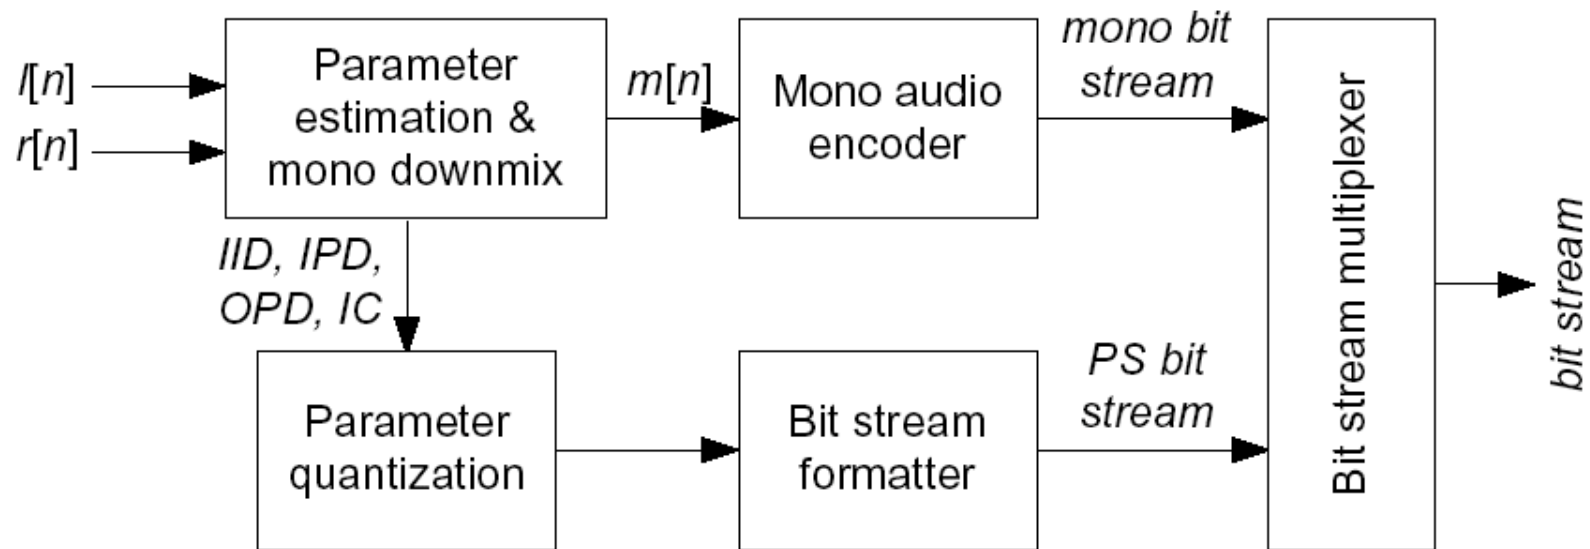 l[n]
r[n]
Parameter
estimation &
mono downmix
m[n]
Mono audio
encoder
mono bit
stream
IID, IPD,
OPD, IC
Parameter
quantization
Bit stream
formatter
PS bit
stream
Bit stream multiplexer
bit stream